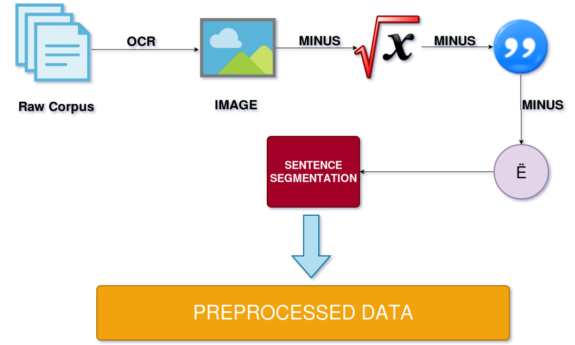 OCR
MINUS
MINUS
x
”
Raw Corpus
IMAGE
MINUS
Ë
SENTENCE
SEGMENTATION
PREPROCESSED DATA